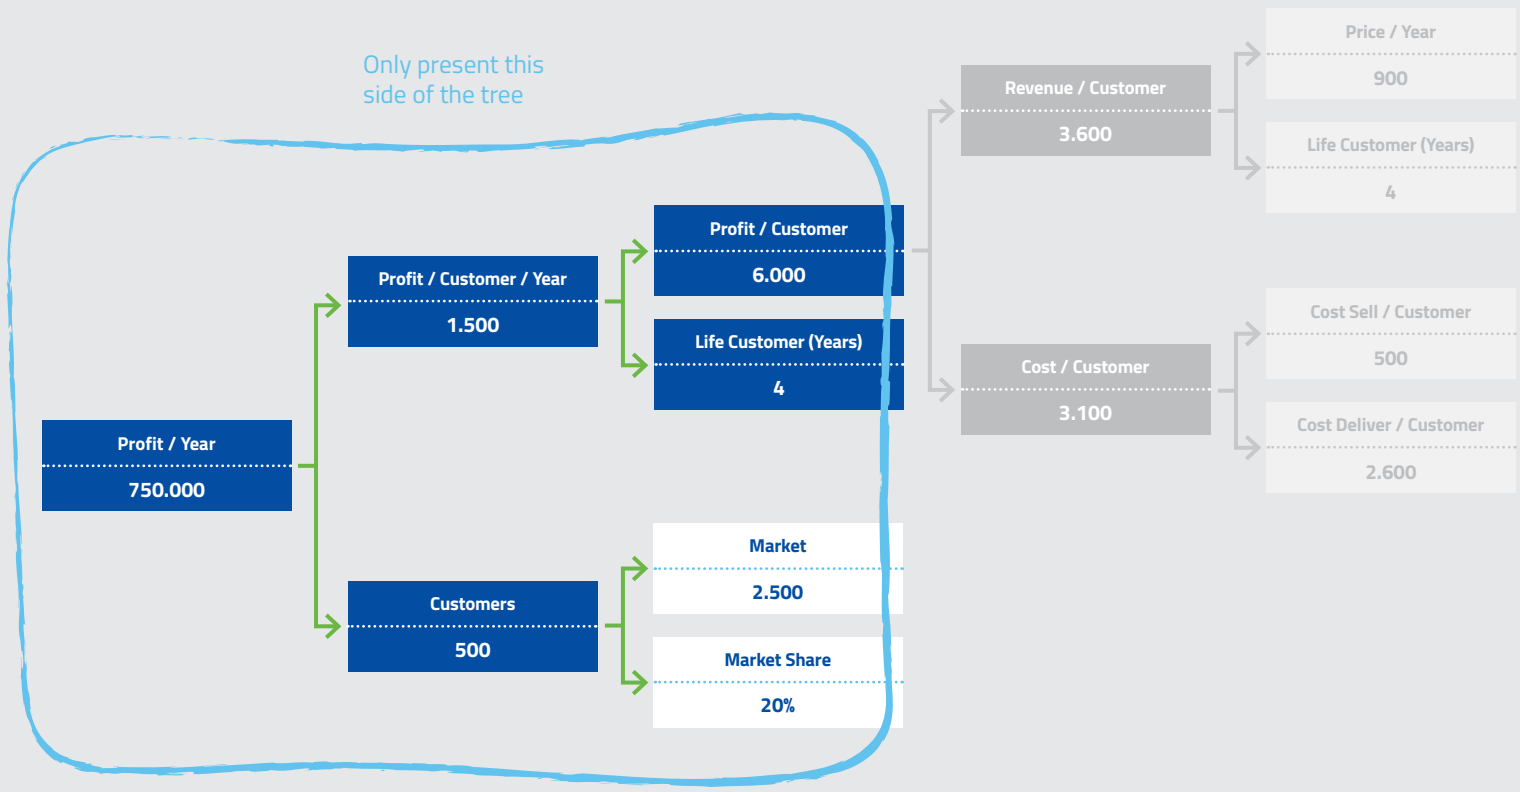 Only present this
side of the tree
Profit / Year
750.000
Profit / Customer / Year
1.500
Customers
500
Profit / Customer
6.000
Life Customer (Years)
4
Market
2.500
Market Share
20%
Revenue / Customer
3.600
Cost / Customer
3.100
Price / Year
900
Life Customer (Years)
4
Cost Sell / Customer
500
Cost Deliver / Customer
2.600